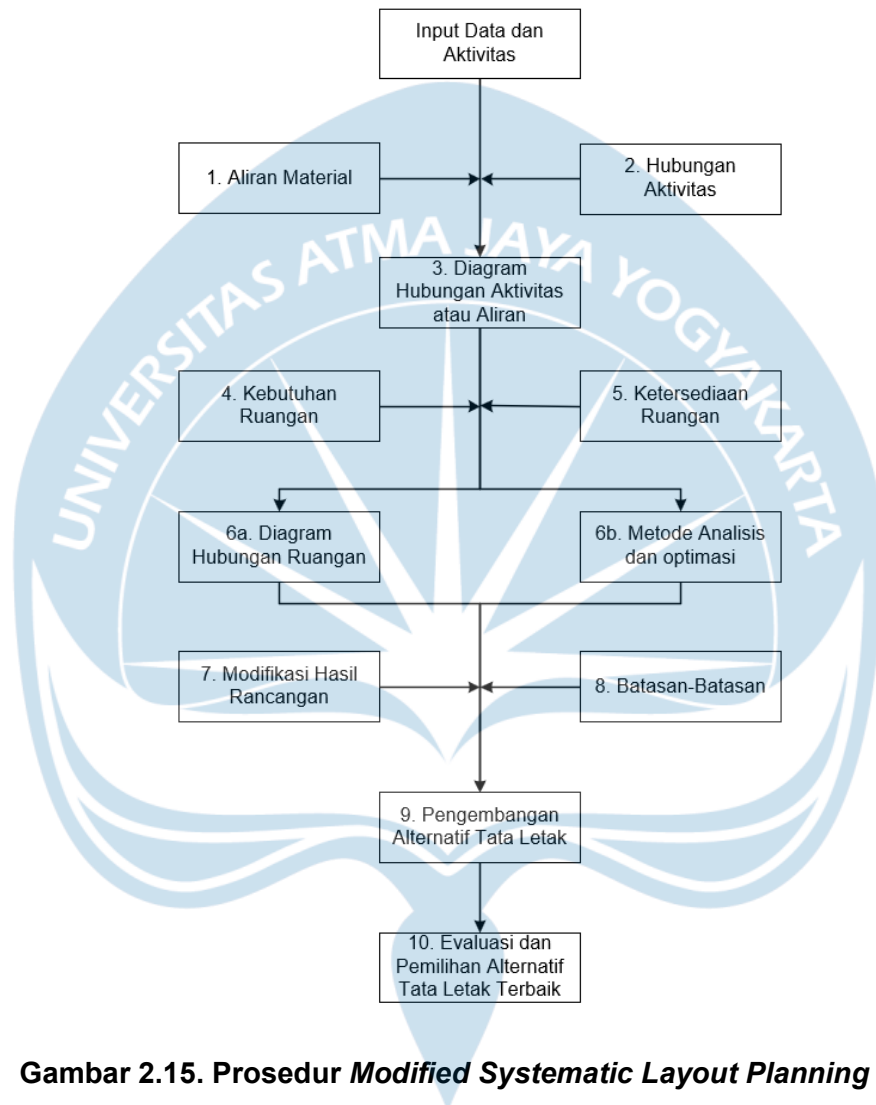 Input Data dan
Aktivitas
1. Aliran Material
2. Hubungan
Aktivitas
UNIVERSITAS ATMA JAYA YOGYAKARTA
3. Diagram
Hubungan Aktivitas
atau Aliran
4. Kebutuhan
Ruangan
5. Ketersediaan
Ruangan
6a. Diagram
Hubungan Ruangan
6b. Metode Analisis
dan optimasi
7. Modifikasi Hasil
Rancangan
8. Batasan-Batasan
9. Pengembangan
Alternatif Tata Letak
10. Evaluasi dan
Pemilihan Alternatif
Tata Letak Terbaik
Gambar 2.15. Prosedur Modified Systematic Layout Planning